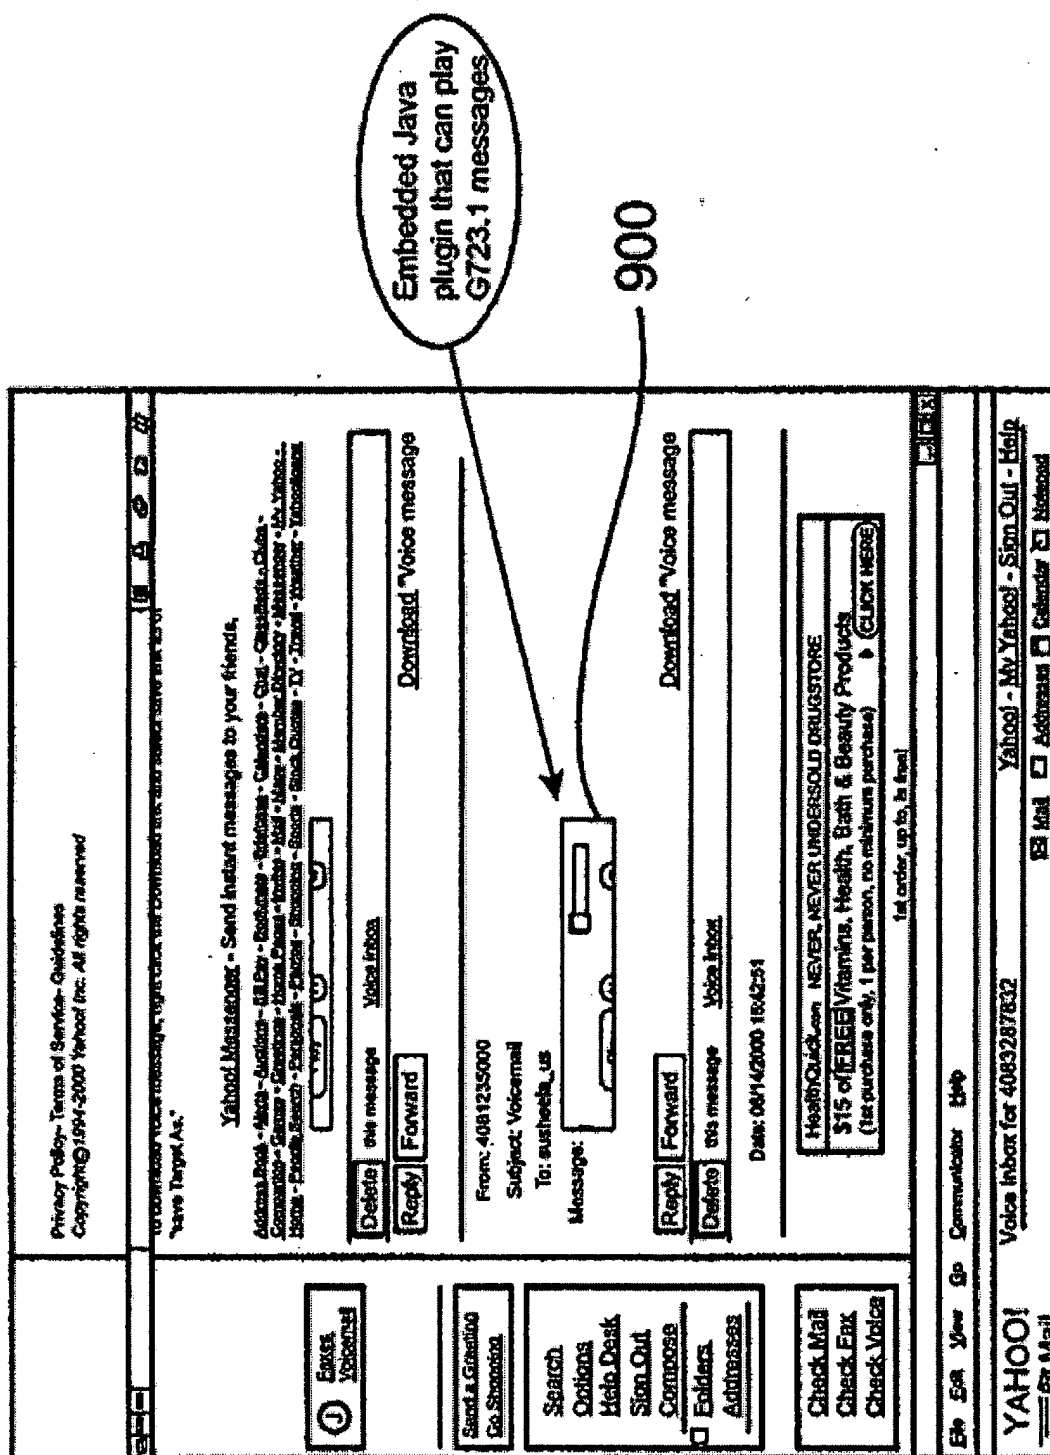 Privacy Policy- Terms of Service- Guidelines
Copyright©1994-2000 Yahoo! Inc. All rights reserved
"save Target As."
Yahoo! Messenger - Send instant messages to your friends,
J
Faxes
Voicemail
Delete this message Voice inbox
Reply Forward
Download "Voice message
Embedded Java
plugin that can play
G723.1 messages
Send a Greeting
Go Shopping
From: 4081235000
Subject: Voicemail
To: susheela_us
Message:
900
Search
Options
Help Desk
Sign Out
Compose
Folders
Addresses
Reply Forward
Download "Voice message
Delete this message Voice inbox
Date: 06/14/2000 15:42:51
Check Mail
Check Fax
Check Voice
HealthQuick.com NEVER, NEVER, NEVER UNDERSOLD DRUGSTORE
$15 of FREE Vitamins, Health, Bath & Beauty Products
(1st purchase only, 1 per person, no minimum purchase) CLICK HERE
1st order, up to, is free!
File Edit View Go Communicator Help
YAHOO! Mail
Voice Inbox for 4083287832
Yahoo! - My Yahoo! - Sign Out - Help
Mail Addresses Calendar Notepad